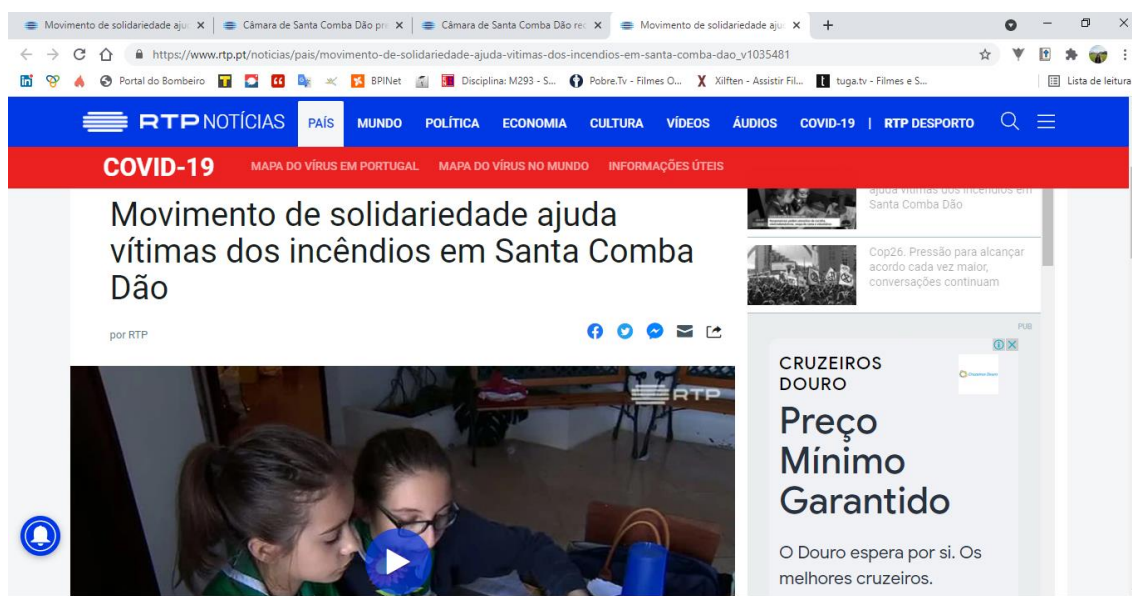 Movimento de solidariedade aju
Câmara de Santa Comba Dão pr
Câmara de Santa Comba Dão rec
Movimento de solidariedade aju
https://www.rtp.pt/noticias/pais/movimento-de-solidariedade-ajuda-vitimas-dos-incendios-em-santa-comba-dao_v1035481
Portal do Bombeiro
BPINet
Disciplina: M293 - S...
Pobre.Tv - Filmes O...
Xilften - Assistir Fil...
tuga.tv - Filmes e S...
Lista de leitura
RTP NOTÍCIAS
PAÍS MUNDO POLÍTICA ECONOMIA CULTURA VÍDEOS ÁUDIOS COVID-19 | RTP DESPORTO
COVID-19 MAPA DO VÍRUS EM PORTUGAL MAPA DO VÍRUS NO MUNDO INFORMAÇÕES ÚTEIS
Movimento de solidariedade ajuda
vítimas dos incêndios em Santa Comba
Dão
por RTP
RTP
ajuda vítimas dos incêndios em
Santa Comba Dão
Cop26. Pressão para alcançar
acordo cada vez maior,
conversações continuam
PUB
CRUZEIROS
DOURO
Preço
Mínimo
Garantido
O Douro espera por si. Os
melhores cruzeiros.